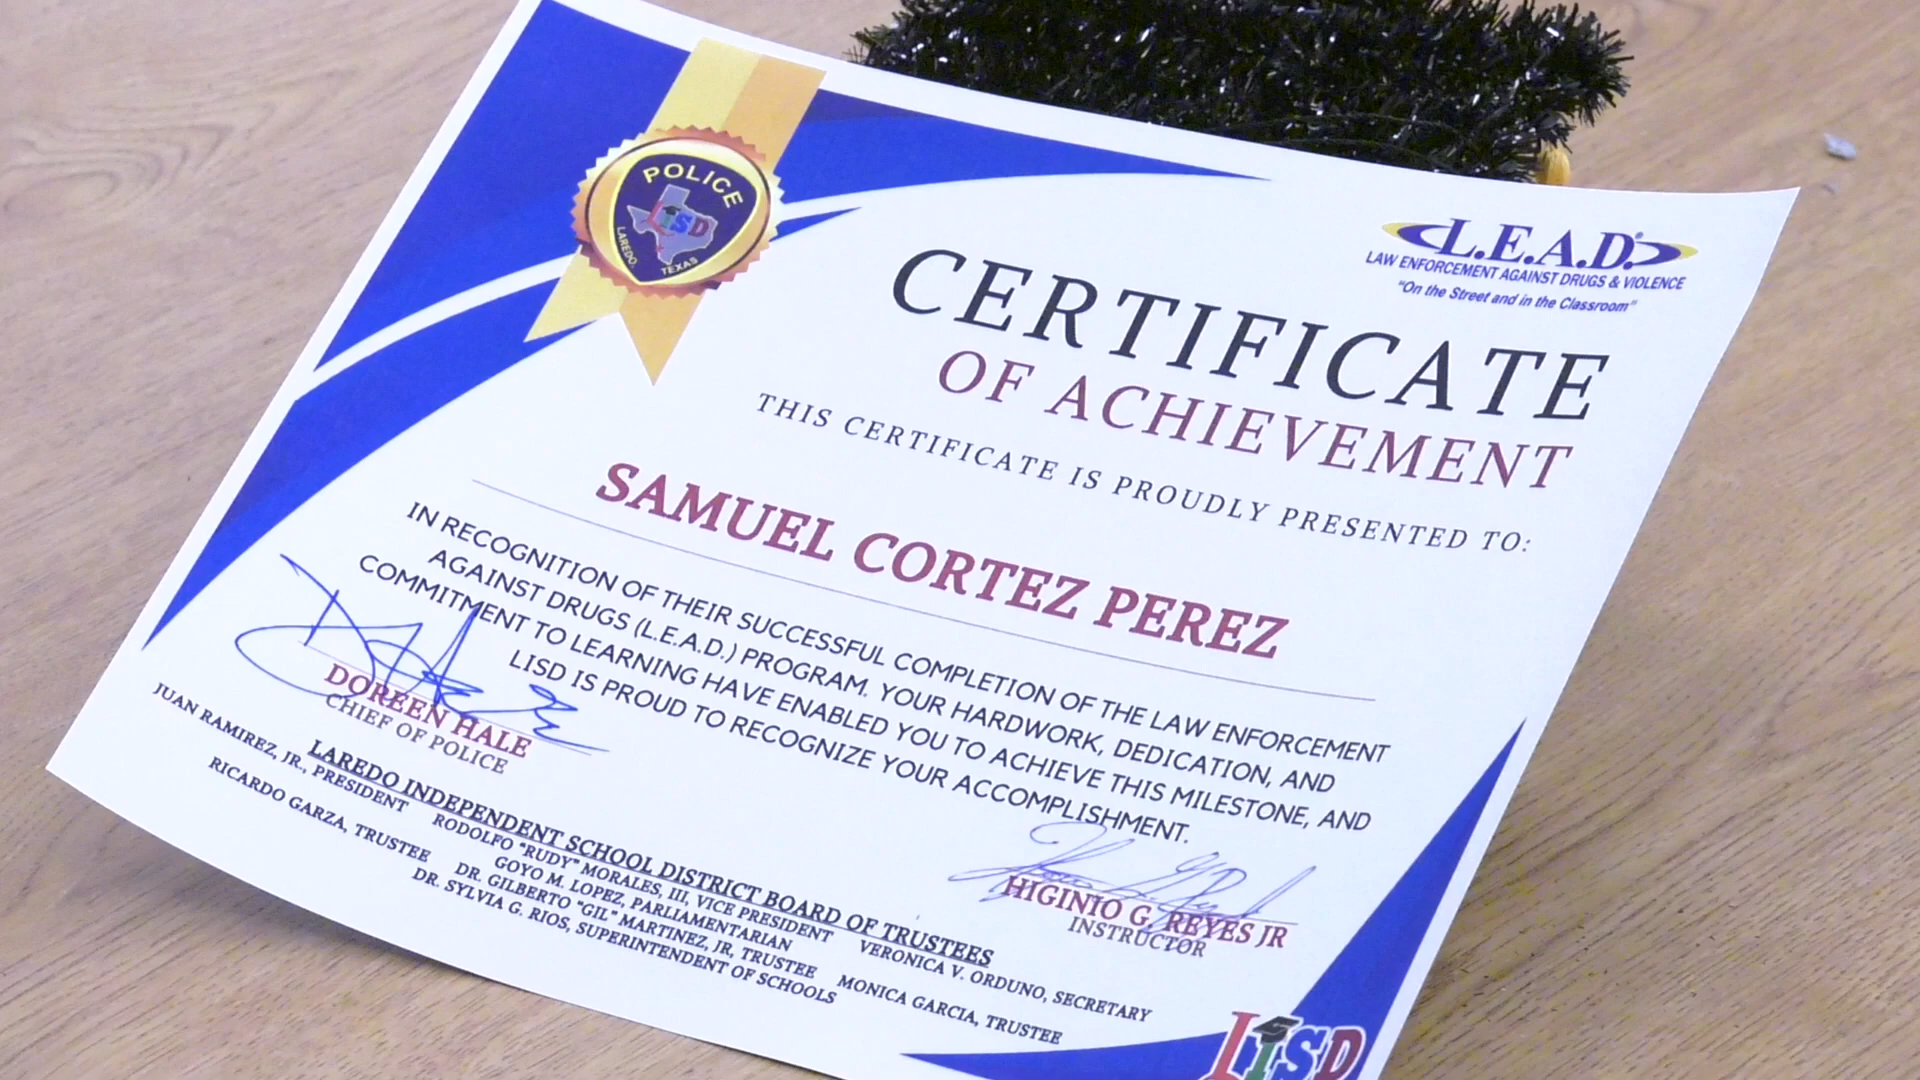 POLICE
LISD
LAREDO, TEXAS
L.E.A.D.®
LAW ENFORCEMENT AGAINST DRUGS & VIOLENCE
"On the Street and in the Classroom"
CERTIFICATE
OF ACHIEVEMENT
THIS CERTIFICATE IS PROUDLY PRESENTED TO:
SAMUEL CORTEZ PEREZ
IN RECOGNITION OF THEIR SUCCESSFUL COMPLETION OF THE LAW ENFORCEMENT
AGAINST DRUGS (L.E.A.D.) PROGRAM. YOUR HARDWORK, DEDICATION, AND
COMMITMENT TO LEARNING HAVE ENABLED YOU TO ACHIEVE THIS MILESTONE, AND
LISD IS PROUD TO RECOGNIZE YOUR ACCOMPLISHMENT.
DOREEN HALE
CHIEF OF POLICE
HIGINIO G. REYES JR
INSTRUCTOR
LAREDO INDEPENDENT SCHOOL DISTRICT BOARD OF TRUSTEES
JUAN RAMIREZ, JR., PRESIDENT RODOLFO "RUDY" MORALES, III, VICE PRESIDENT VERONICA V. ORDUNO, SECRETARY
GOYO M. LOPEZ, PARLIAMENTARIAN
RICARDO GARZA, TRUSTEE DR. GILBERTO "GIL" MARTINEZ, JR, TRUSTEE MONICA GARCIA, TRUSTEE
DR. SYLVIA G. RIOS, SUPERINTENDENT OF SCHOOLS
LISD